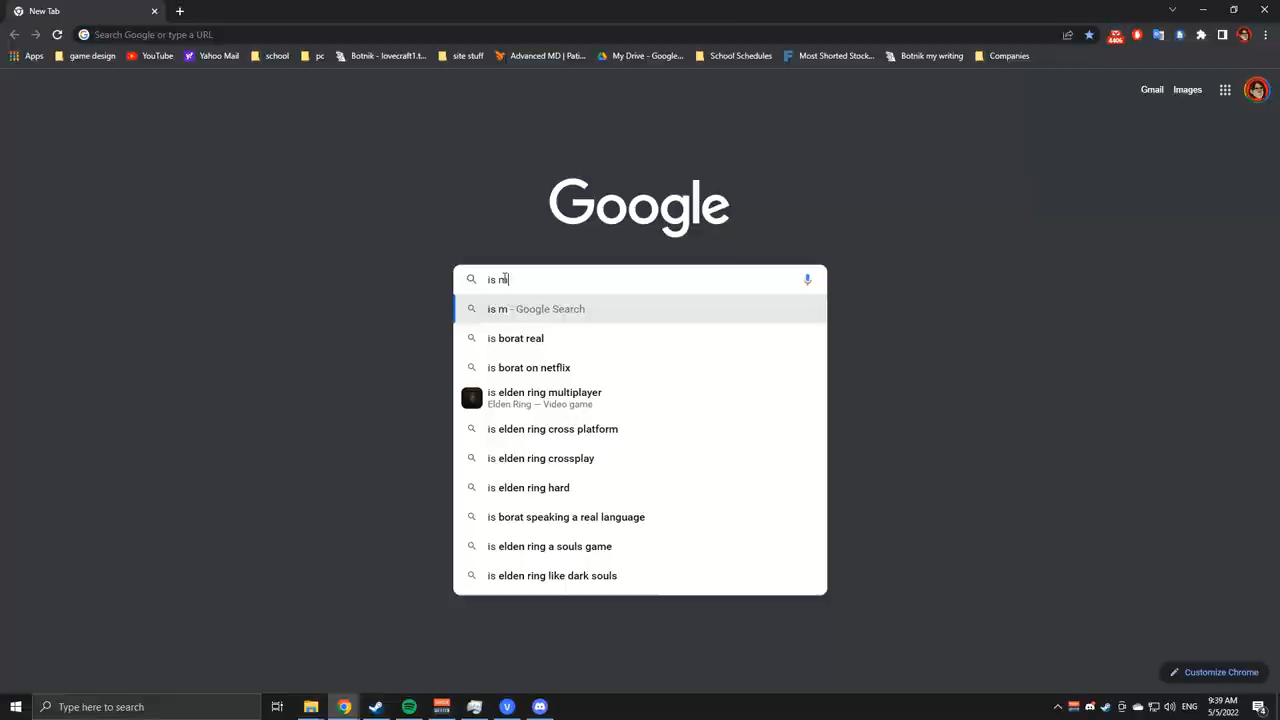 New Tab
Search Google or type a URL
4406
Apps game design YouTube Yahoo Mail school pc Botnik - lovecraft1.t... site stuff Advanced MD | Pati... My Drive - Google... School Schedules Most Shorted Stock... Botnik my writing Companies
Gmail Images
Google
is m
is m - Google Search
is borat real
is borat on netflix
is elden ring multiplayer
Elden Ring — Video game
is elden ring cross platform
is elden ring crossplay
is elden ring hard
is borat speaking a real language
is elden ring a souls game
is elden ring like dark souls
Customize Chrome
Type here to search
ENG
9:39 AM
5/5/2022